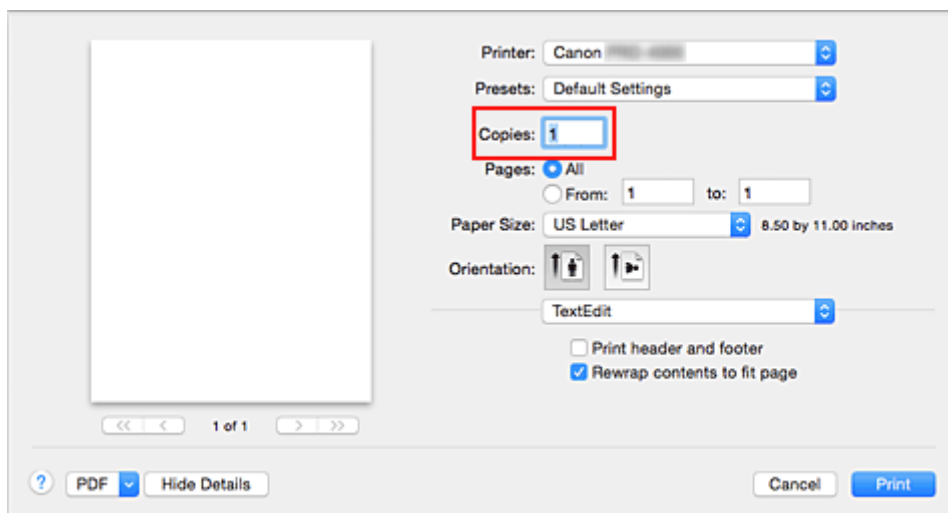 Printer: Canon
Presets: Default Settings
Copies: 1
Pages: All
From: 1 to: 1
Paper Size: US Letter 8.50 by 11.00 inches
Orientation:
TextEdit
Print header and footer
Rewrap contents to fit page
<< < 1 of 1 > >>
? PDF Hide Details Cancel Print